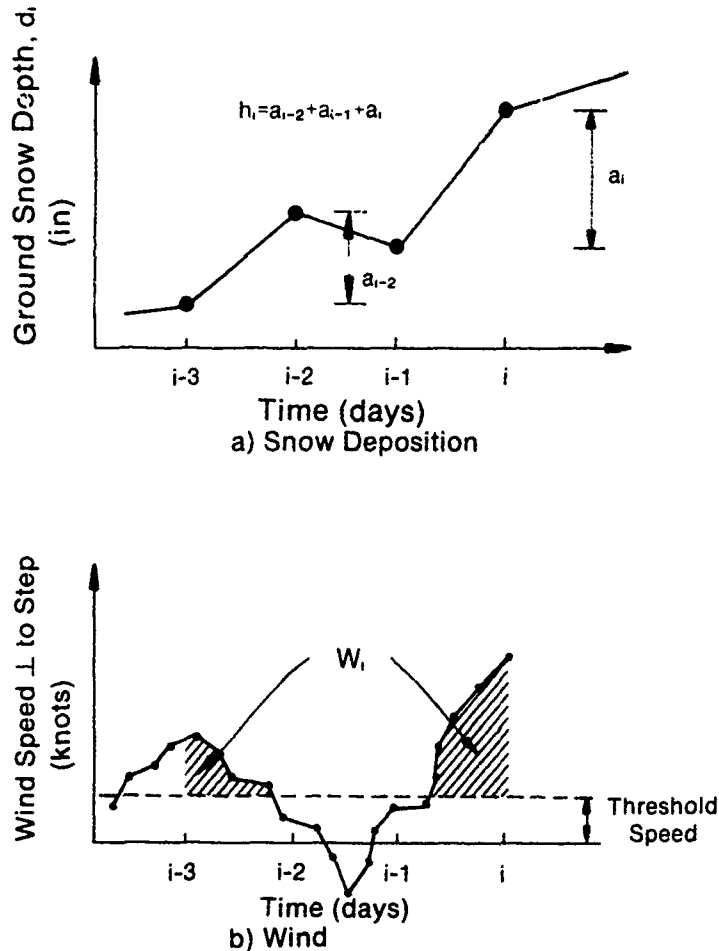 Ground Snow Depth, dᵢ
(in)
hᵢ=aᵢ₋₂+aᵢ₋₁+aᵢ
aᵢ
aᵢ₋₂
i-3 i-2 i-1 i
Time (days)
a) Snow Deposition
Wind Speed ⊥ to Step
(knots)
Wᵢ
Threshold
Speed
i-3 i-2 i-1 i
Time (days)
b) Wind